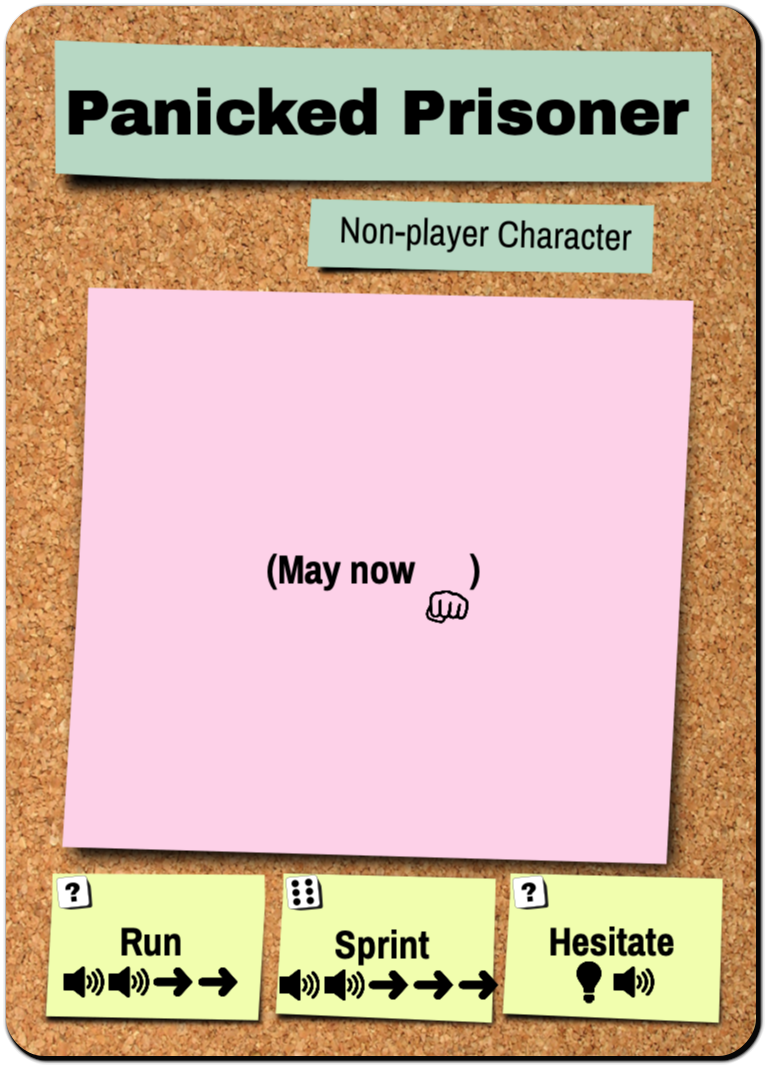 Panicked Prisoner
Non-player Character
(May now )
?
?
Run
Sprint
Hesitate